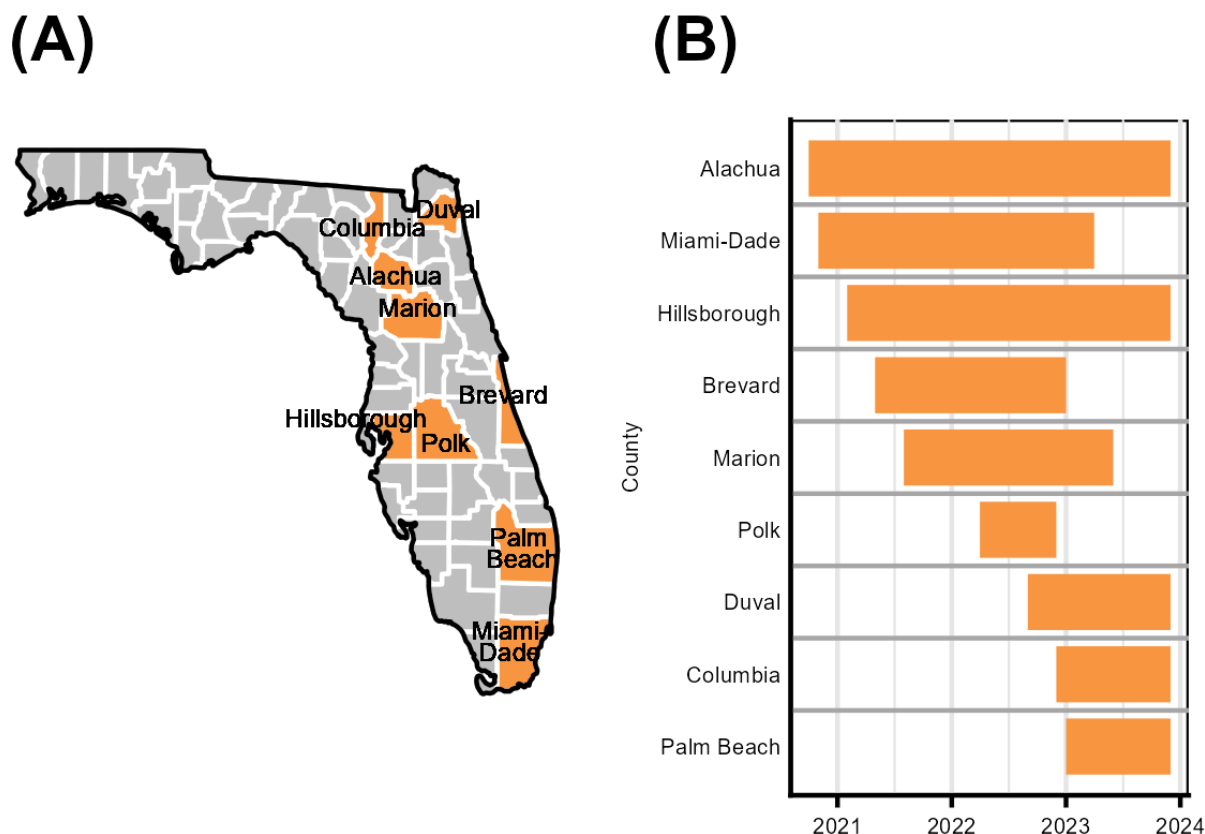 (A)
(B)
Duval
Columbia
Alachua
Marion
Brevard
Hillsborough
Polk
Palm
Beach
Miami-
Dade
County
Alachua
Miami-Dade
Hillsborough
Brevard
Marion
Polk
Duval
Columbia
Palm Beach
2021 2022 2023 2024